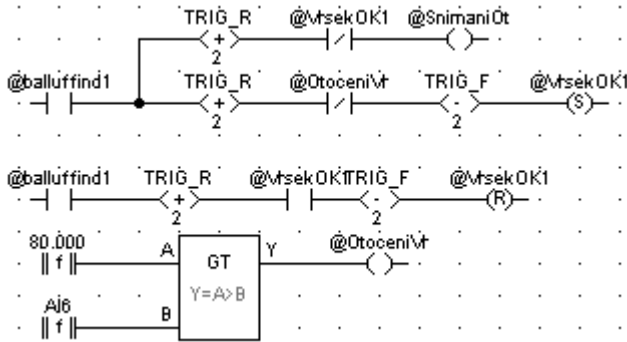 TRIG_R @VrsekOK1 @SnimaniOt
+ /
2
@balluffind1 TRIG_R @OtoceniVr TRIG_F @VrsekOK1
+ / - S
2 2
@balluffind1 TRIG_R @VrsekOK1 TRIG_F @VrsekOK1
+ - R
2 2
80.000 @OtoceniVr
f A GT Y
Y=A>B
AI6
f B